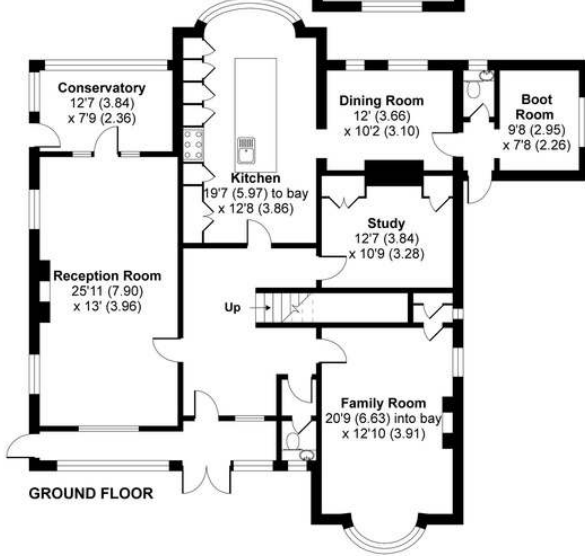 Conservatory
12'7 (3.84)
x 7'9 (2.36)
Dining Room
12' (3.66)
x 10'2 (3.10)
Boot
Room
9'8 (2.95)
x 7'8 (2.26)
Kitchen
19'7 (5.97) to bay
x 12'8 (3.86)
Study
12'7 (3.84)
x 10'9 (3.28)
Reception Room
25'11 (7.90)
x 13' (3.96)
Up
Family Room
20'9 (6.63) into bay
x 12'10 (3.91)
GROUND FLOOR